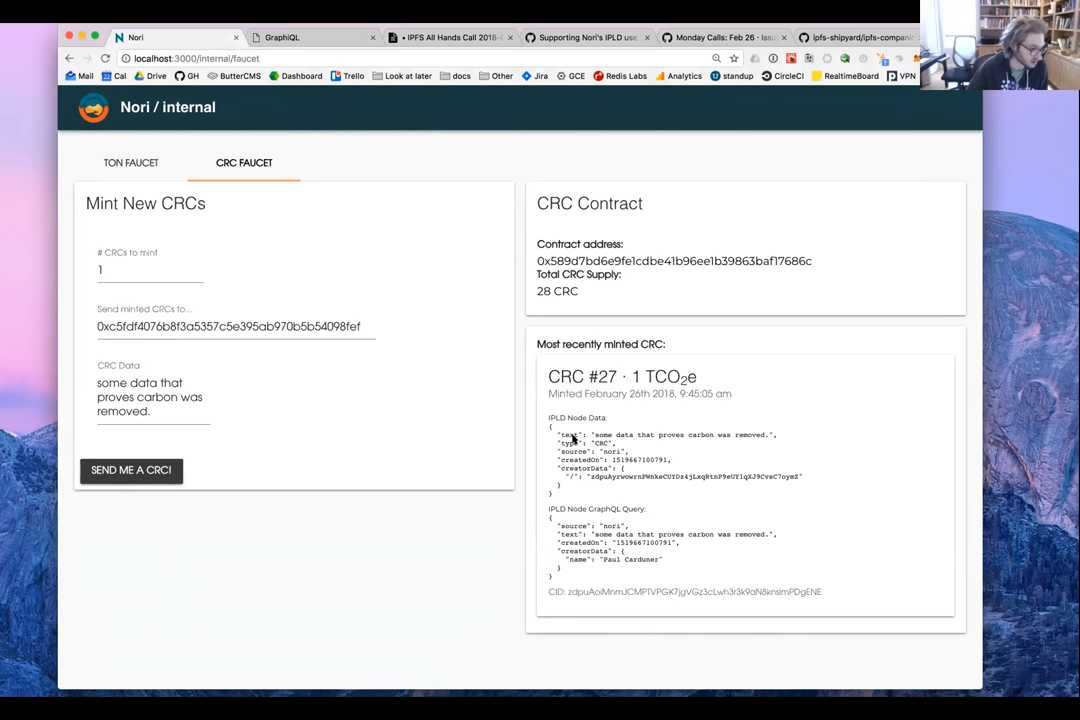 Nori
GraphiQL
• IPFS All Hands Call 2018-
Supporting Nori's IPLD use
Monday Calls: Feb 26 · Issu
ipfs-shipyard/ipfs-compani
localhost:3000/internal/faucet
Mail
Cal
Drive
GH
ButterCMS
Dashboard
Trello
Look at later
docs
Other
Jira
GCE
Redis Labs
Analytics
standup
CircleCI
RealtimeBoard
VPN
Nori / internal
TON FAUCET
CRC FAUCET
Mint New CRCs
# CRCs to mint
1
Send minted CRCs to...
0xc5fdf4076b8f3a5357c5e395ab970b5b54098fef
CRC Data
some data that
proves carbon was
removed.
SEND ME A CRC!
CRC Contract
Contract address:
0x589d7bd6e9fe1cdbe41b96ee1b39863baf17686c
Total CRC Supply:
28 CRC
Most recently minted CRC:
CRC #27 · 1 TCO₂e
Minted February 26th 2018, 9:45:05 am
IPLD Node Data:
{
"text": "some data that proves carbon was removed.",
"type": "CRC",
"source": "nori",
"createdOn": 1519667100791,
"creatorData": {
"/":
}
}
IPLD Node GraphQL Query:
{
"source": "nori",
"text": "some data that proves carbon was removed.",
"createdOn": "1519667100791",
"creatorData": {
"name": "Paul Carduner"
}
}
CID: